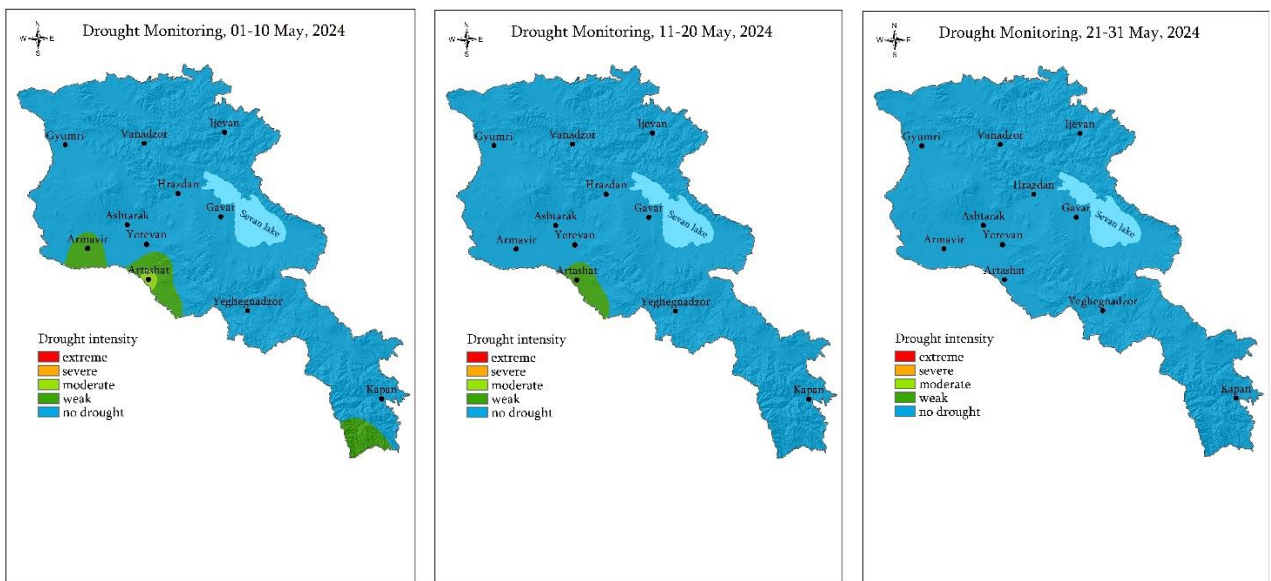 Drought Monitoring, 01-10 May, 2024
N
W E
S
Ijevan
Gyumri
Vanadzor
Hrazdan
Gavar
Sevan lake
Ashtarak
Armavir
Yerevan
Artashat
Yeghegnadzor
Drought intensity
extreme
severe
moderate
weak
no drought
Kapan
Drought Monitoring, 11-20 May, 2024
N
W E
S
Ijevan
Gyumri
Vanadzor
Hrazdan
Gavar
Sevan lake
Ashtarak
Armavir
Yerevan
Artashat
Yeghegnadzor
Drought intensity
extreme
severe
moderate
weak
no drought
Kapan
Drought Monitoring, 21-31 May, 2024
N
W E
S
Ijevan
Gyumri
Vanadzor
Hrazdan
Gavar
Sevan lake
Ashtarak
Armavir
Yerevan
Artashat
Yeghegnadzor
Drought intensity
extreme
severe
moderate
weak
no drought
Kapan